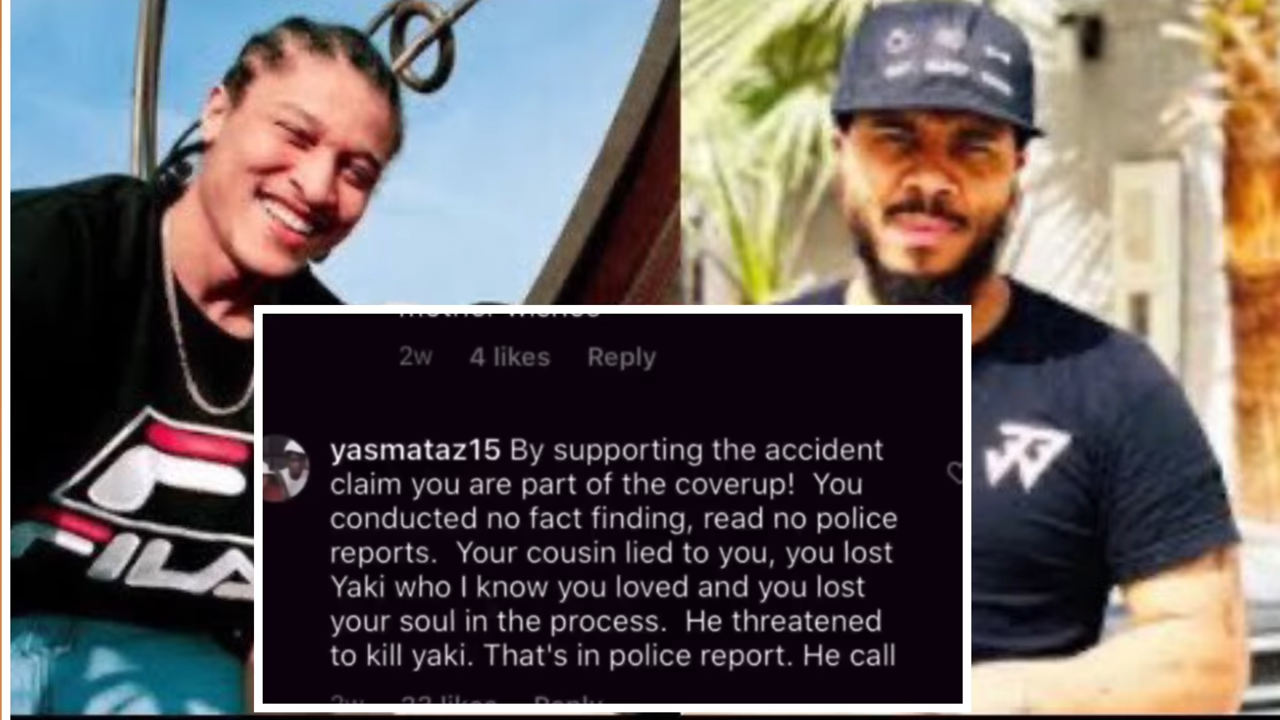 2w 4 likes Reply
yasmataz15 By supporting the accident
claim you are part of the coverup! You
conducted no fact finding, read no police
reports. Your cousin lied to you, you lost
Yaki who I know you loved and you lost
your soul in the process. He threatened
to kill yaki. That's in police report. He call
Reply
FILA